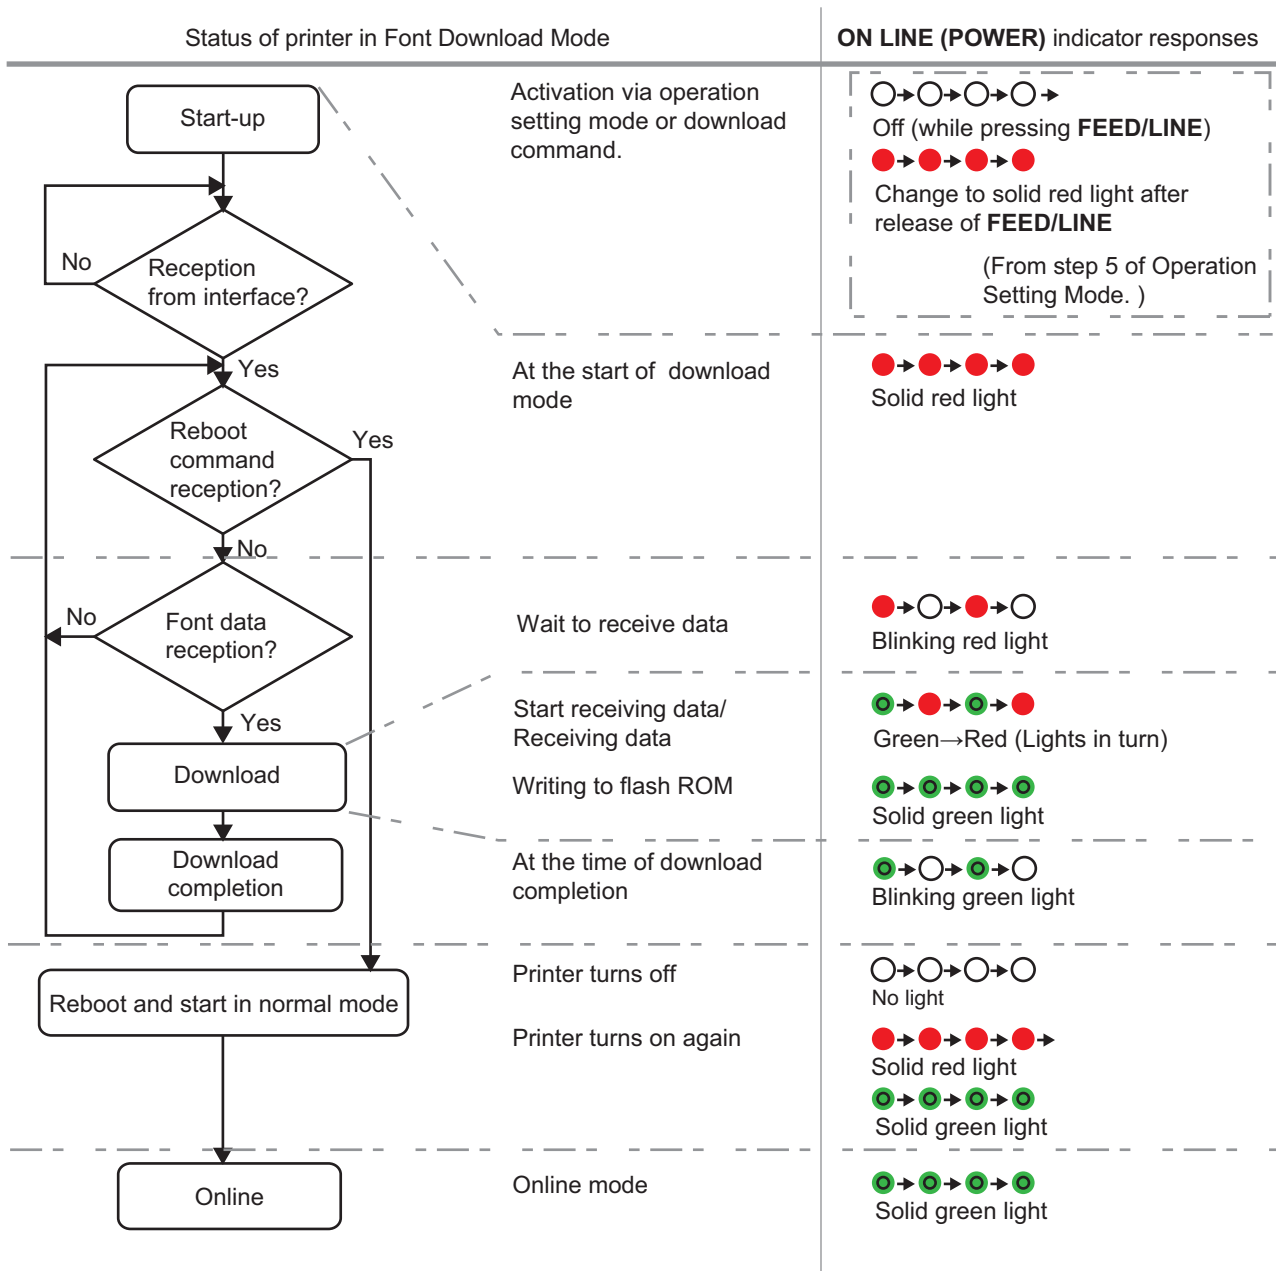 Status of printer in Font Download Mode
ON LINE (POWER) indicator responses
Start-up
Activation via operation
setting mode or download
command.
Off (while pressing FEED/LINE)
Change to solid red light after
release of FEED/LINE
(From step 5 of Operation
Setting Mode. )
No
Reception
from interface?
Yes
At the start of download
mode
Solid red light
Reboot
command
reception?
Yes
No
No
Font data
reception?
Wait to receive data
Blinking red light
Yes
Start receiving data/
Receiving data
Green→Red (Lights in turn)
Download
Writing to flash ROM
Solid green light
Download
completion
At the time of download
completion
Blinking green light
Reboot and start in normal mode
Printer turns off
No light
Printer turns on again
Solid red light
Solid green light
Online
Online mode
Solid green light